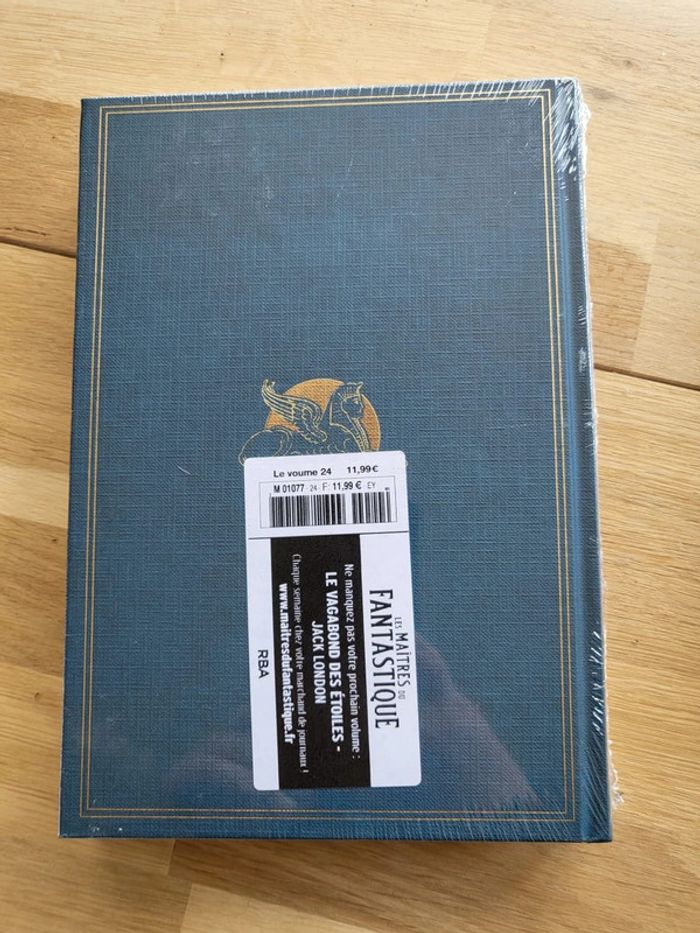 Le voume 24 11,99€
M 01077 - 24 - F: 11,99 € - EY
LES MAÎTRES DU
FANTASTIQUE
Ne manquez pas votre prochain volume :
LE VAGABOND DES ÉTOILES -
JACK LONDON
Chaque semaine chez votre marchand de journaux !
www.maitresdufantastique.fr
RBA